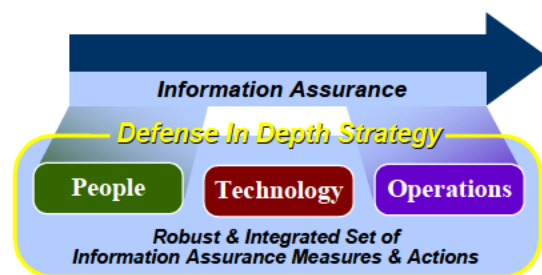 Information Assurance
Defense In Depth Strategy
People Technology Operations
Robust & Integrated Set of
Information Assurance Measures & Actions